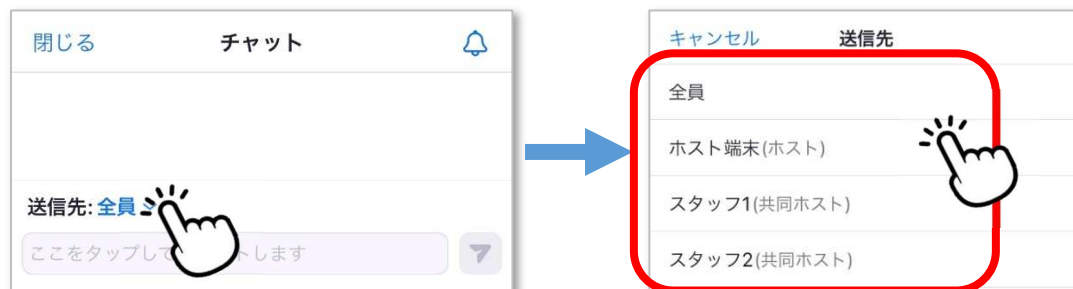 閉じる
チャット
送信先: 全員
ここをタップして
トします
キャンセル
送信先
全員
ホスト端末(ホスト)
スタッフ1(共同ホスト)
スタッフ2(共同ホスト)